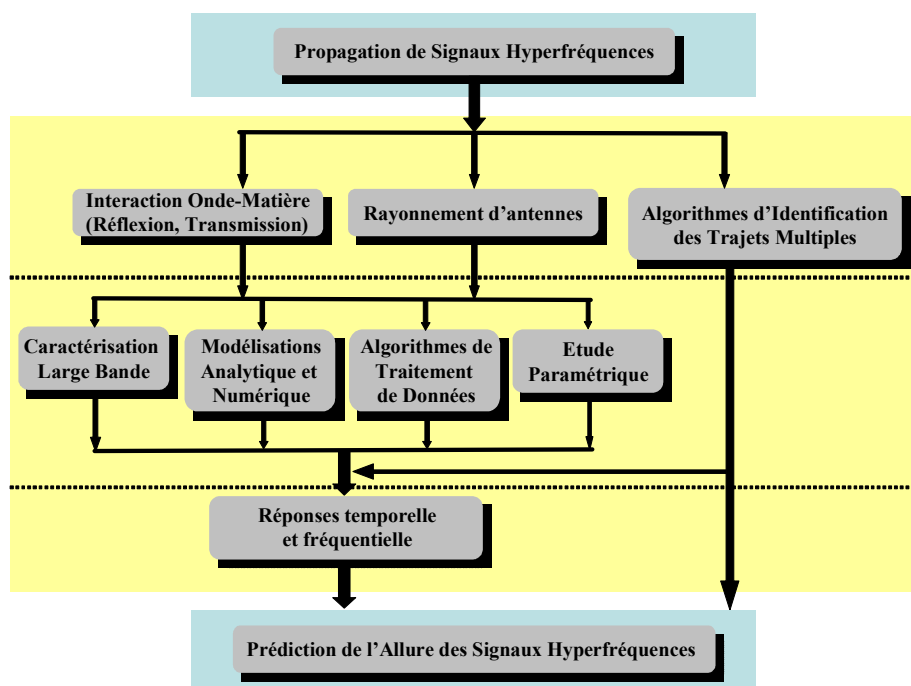 Propagation de Signaux Hyperfréquences
Interaction Onde-Matière
(Réflexion, Transmission)
Rayonnement d’antennes
Algorithmes d’Identification
des Trajets Multiples
Caractérisation
Large Bande
Modélisations
Analytique et
Numérique
Algorithmes de
Traitement
de Données
Etude
Paramétrique
Réponses temporelle
et fréquentielle
Prédiction de l’Allure des Signaux Hyperfréquences